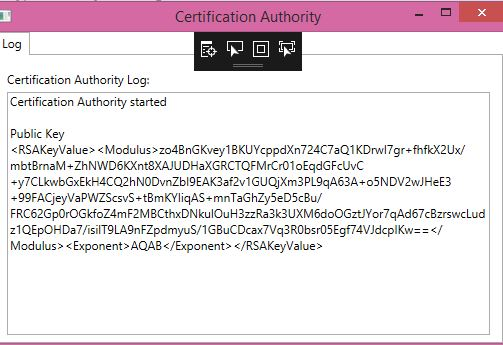 Certification Authority
Log
Certification Authority Log:
Certification Authority started
Public Key
<RSAKeyValue><Modulus>zo4BnGKvey1BKUYcppdXn724C7aQ1KDrwI7gr+fhfkX2Ux/
mbtBrnaM+ZhNWD6KXnt8XAJUDHaXGRCTQFMrCr01oEqdGFcUvC
+y7CLkwbGxEkH4CQ2hN0DvnZbI9EAK3af2v1GUQjXm3PL9qA63A+o5NDV2wJHeE3
+99FACjeyVaPWZScsvS+tBmKYIiqAS+mnTaGhZy5eD5cBu/
FRC62Gp0rOGkfoZ4mF2MBCthxDNkuIOuH3zzRa3k3UXM6doOGztJYor7qAd67cBzrswcLud
z1QEpOHDa7/isiIT9LA9nFZpdmyuS/1GBuCDcax7Vq3R0bsr05Egf74VJdcpIKw==</
Modulus><Exponent>AQAB</Exponent></RSAKeyValue>